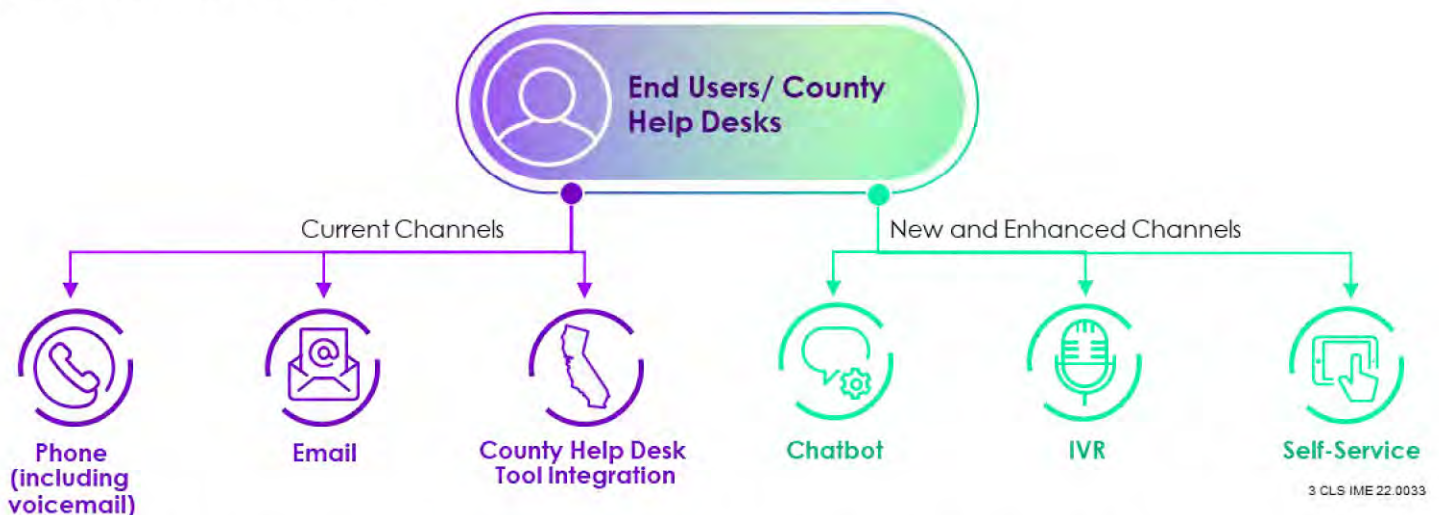 End Users/ County
Help Desks
Current Channels
New and Enhanced Channels
@
Phone
(including
voicemail)
Email
County Help Desk
Tool Integration
Chatbot
IVR
Self-Service
3 CLS IME 22.0033